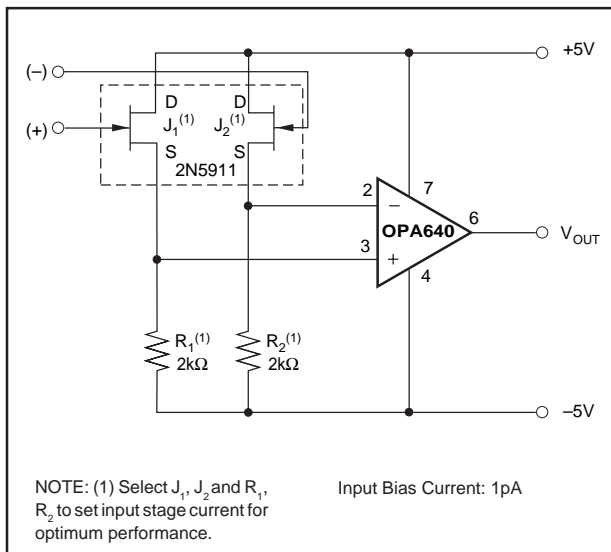 +5V
(–)
D D
(+)
J₁⁽¹⁾ J₂⁽¹⁾
S S
2N5911
2 – 7
OPA640 6
V_OUT
3 + 4
R₁⁽¹⁾ R₂⁽¹⁾
2kΩ 2kΩ
–5V
NOTE: (1) Select J₁, J₂ and R₁,
R₂ to set input stage current for
optimum performance.
Input Bias Current: 1pA